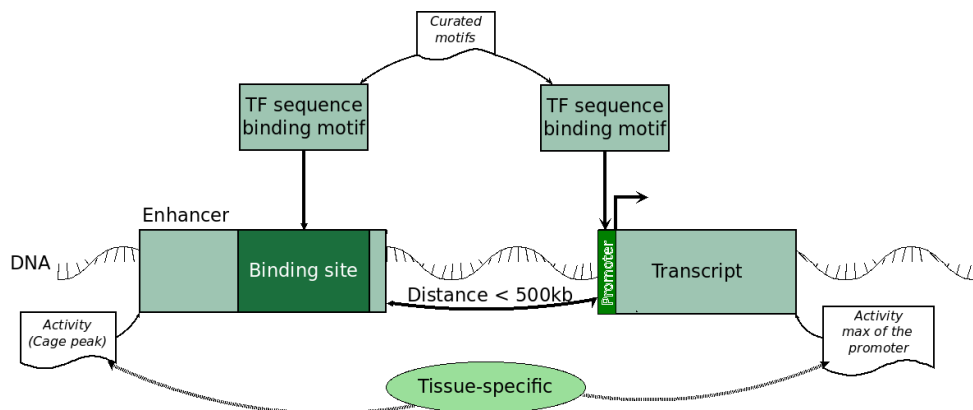 Curated
motifs
TF sequence
binding motif
TF sequence
binding motif
Enhancer
DNA
Binding site
Promoter
Transcript
Distance < 500kb
Activity
(Cage peak)
Activity
max of the
promoter
Tissue-specific